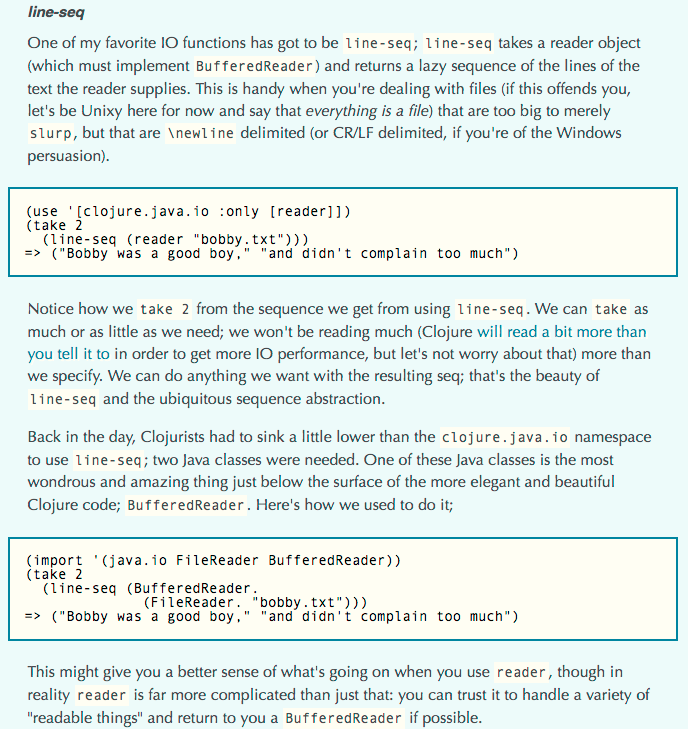 line-seq
One of my favorite IO functions has got to be line-seq; line-seq takes a reader object
(which must implement BufferedReader) and returns a lazy sequence of the lines of the
text the reader supplies. This is handy when you're dealing with files (if this offends you,
let's be Unixy here for now and say that everything is a file) that are too big to merely
slurp, but that are \newline delimited (or CR/LF delimited, if you're of the Windows
persuasion).
(use '[clojure.java.io :only [reader]])
(take 2
  (line-seq (reader "bobby.txt")))
=> ("Bobby was a good boy," "and didn't complain too much")
Notice how we take 2 from the sequence we get from using line-seq. We can take as
much or as little as we need; we won't be reading much (Clojure will read a bit more than
you tell it to in order to get more IO performance, but let's not worry about that) more than
we specify. We can do anything we want with the resulting seq; that's the beauty of
line-seq and the ubiquitous sequence abstraction.
Back in the day, Clojurists had to sink a little lower than the clojure.java.io namespace
to use line-seq; two Java classes were needed. One of these Java classes is the most
wondrous and amazing thing just below the surface of the more elegant and beautiful
Clojure code; BufferedReader. Here's how we used to do it;
(import '(java.io FileReader BufferedReader))
(take 2
  (line-seq (BufferedReader.
              (FileReader. "bobby.txt")))
=> ("Bobby was a good boy," "and didn't complain too much")
This might give you a better sense of what's going on when you use reader, though in
reality reader is far more complicated than just that: you can trust it to handle a variety of
"readable things" and return to you a BufferedReader if possible.